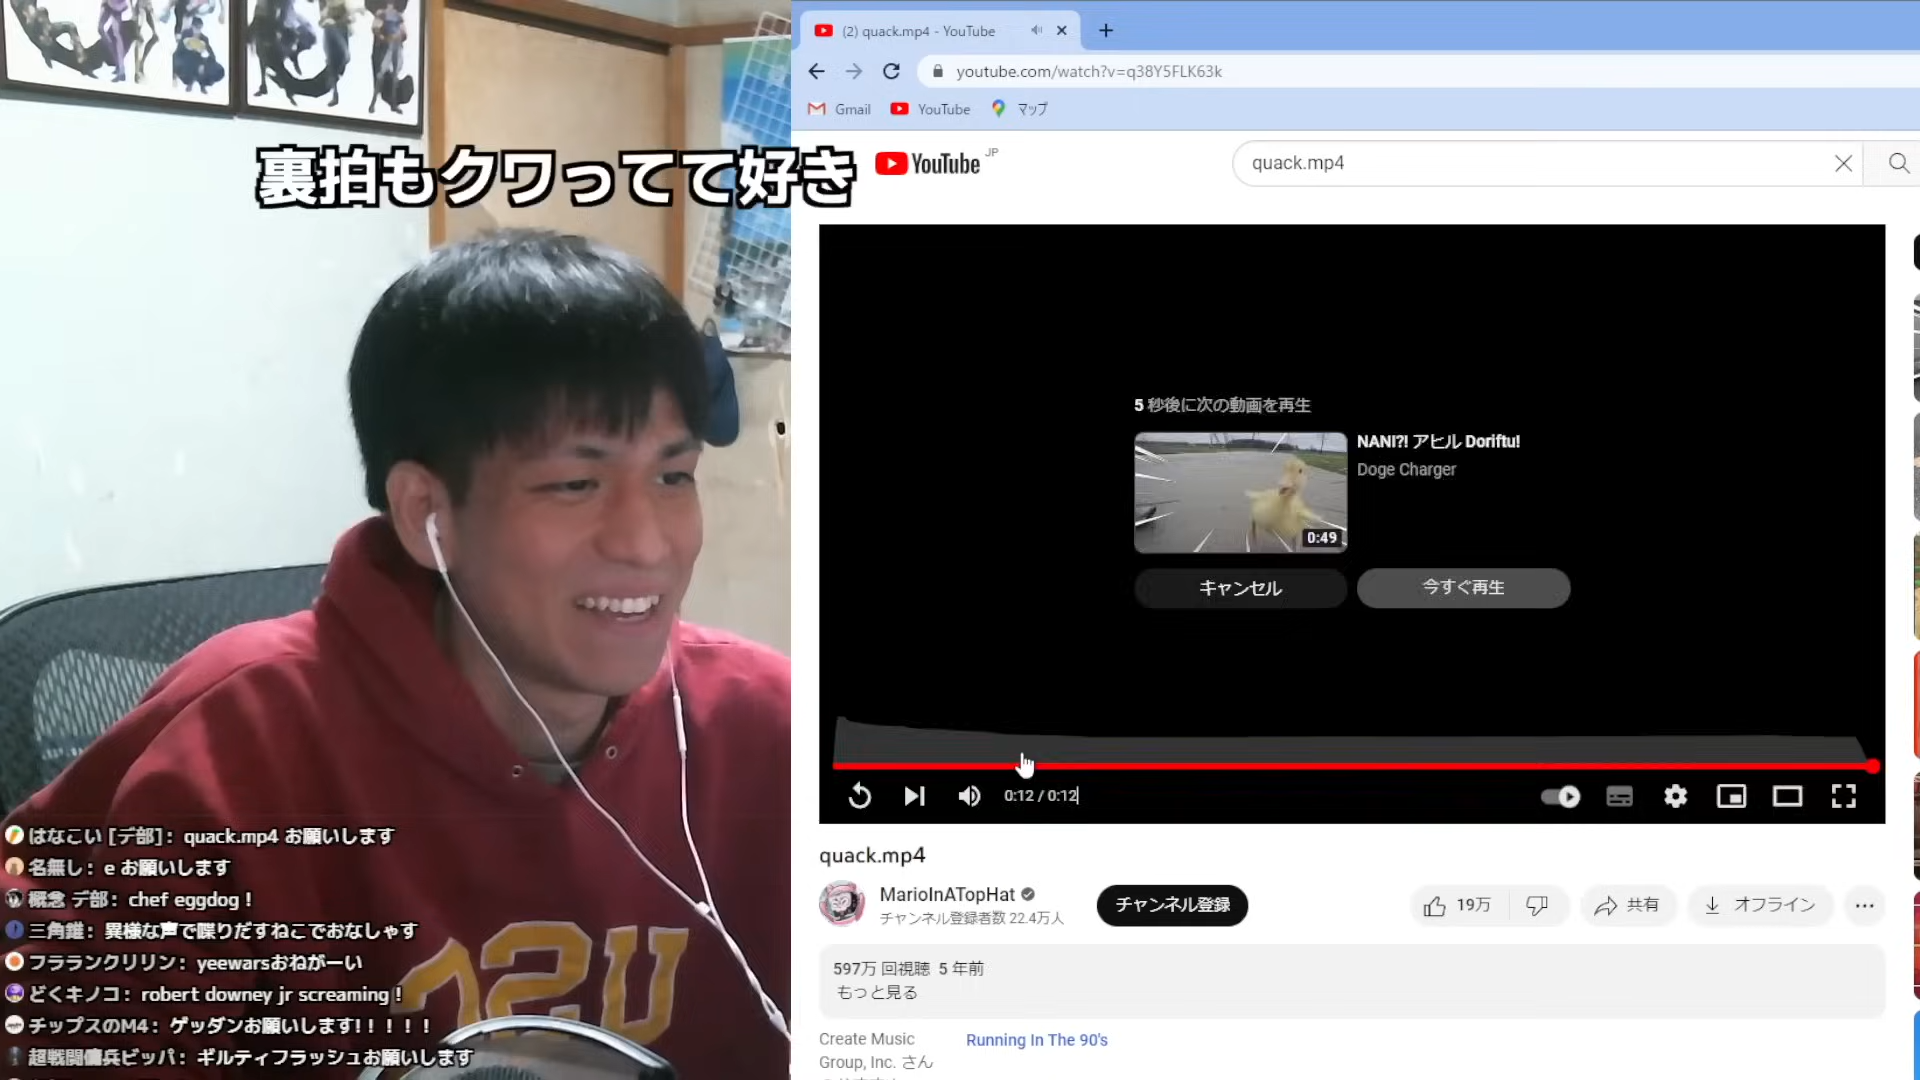 裏拍もクワってて好き
はなこい [デ部]: quack.mp4 お願いします
名無し: e お願いします
概念 デ部: chef eggdog !
三角錐: 異様な声で喋りだすねこでおなしゃす
フラランクリリン: yeewarsおねがーい
どくキノコ: robert downey jr screaming !
チップスのM4: ゲッダンお願いします!!!!!
超戦闘傭兵ビッパ: ギルティフラッシュお願いします
(2) quack.mp4 - YouTube
youtube.com/watch?v=q38Y5FLK63k
Gmail YouTube マップ
YouTube JP
quack.mp4
5 秒後に次の動画を再生
NANI?! アヒル Doriftu!
Doge Charger
0:49
キャンセル 今すぐ再生
0:12 / 0:12
quack.mp4
MarioInATopHat
チャンネル登録者数 22.4万人
チャンネル登録
19万 共有 オフライン
597万 回視聴 5 年前
もっと見る
Create Music
Group, Inc. さん
Running In The 90's